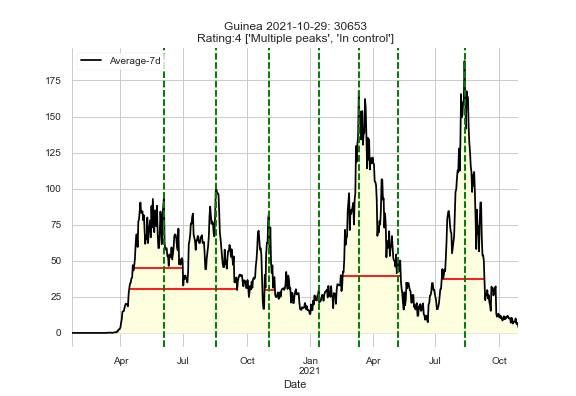 Guinea 2021-10-29: 30653
Rating:4 ['Multiple peaks', 'In control']
Average-7d
175
150
125
100
75
50
25
0
Apr Jul Oct Jan Apr Jul Oct
2021
Date